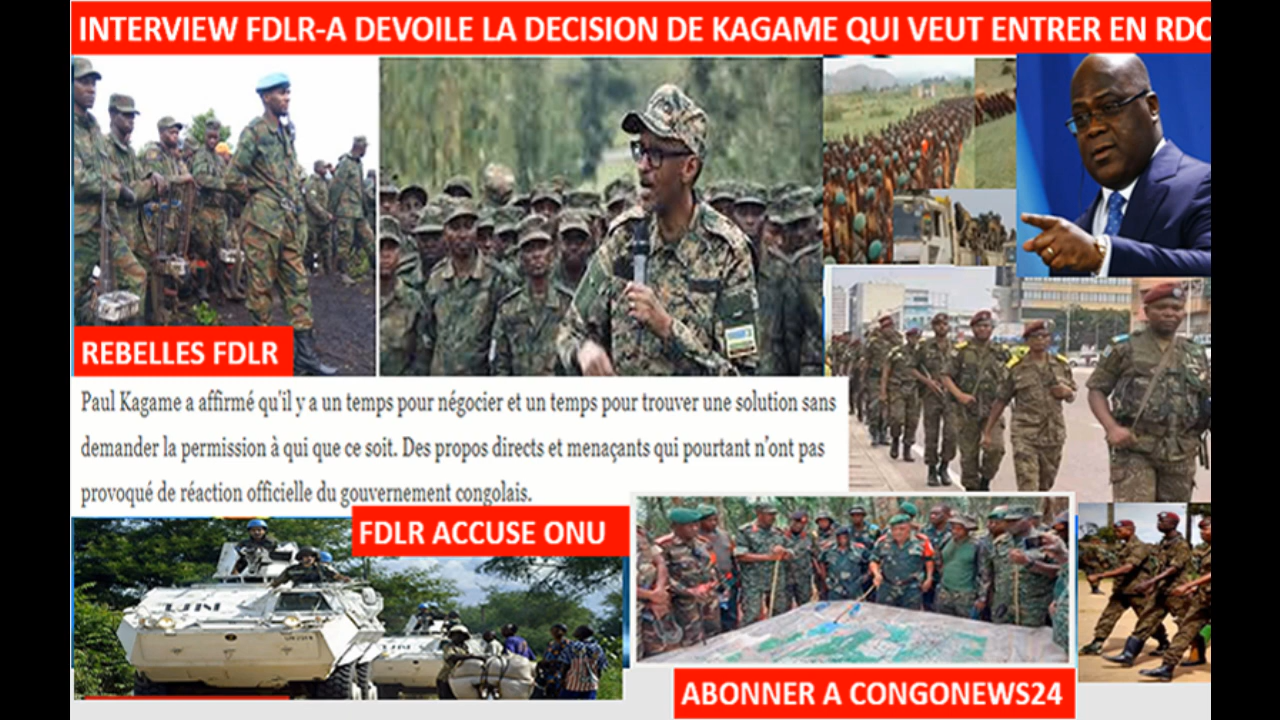 INTERVIEW FDLR-A DEVOILE LA DECISION DE KAGAME QUI VEUT ENTRER EN RDC
REBELLES FDLR
Paul Kagame a affirmé qu'il y a un temps pour négocier et un temps pour trouver une solution sans
demander la permission à qui que ce soit. Des propos directs et menaçants qui pourtant n'ont pas
provoqué de réaction officielle du gouvernement congolais.
FDLR ACCUSE ONU
UN
ABONNER A CONGONEWS24